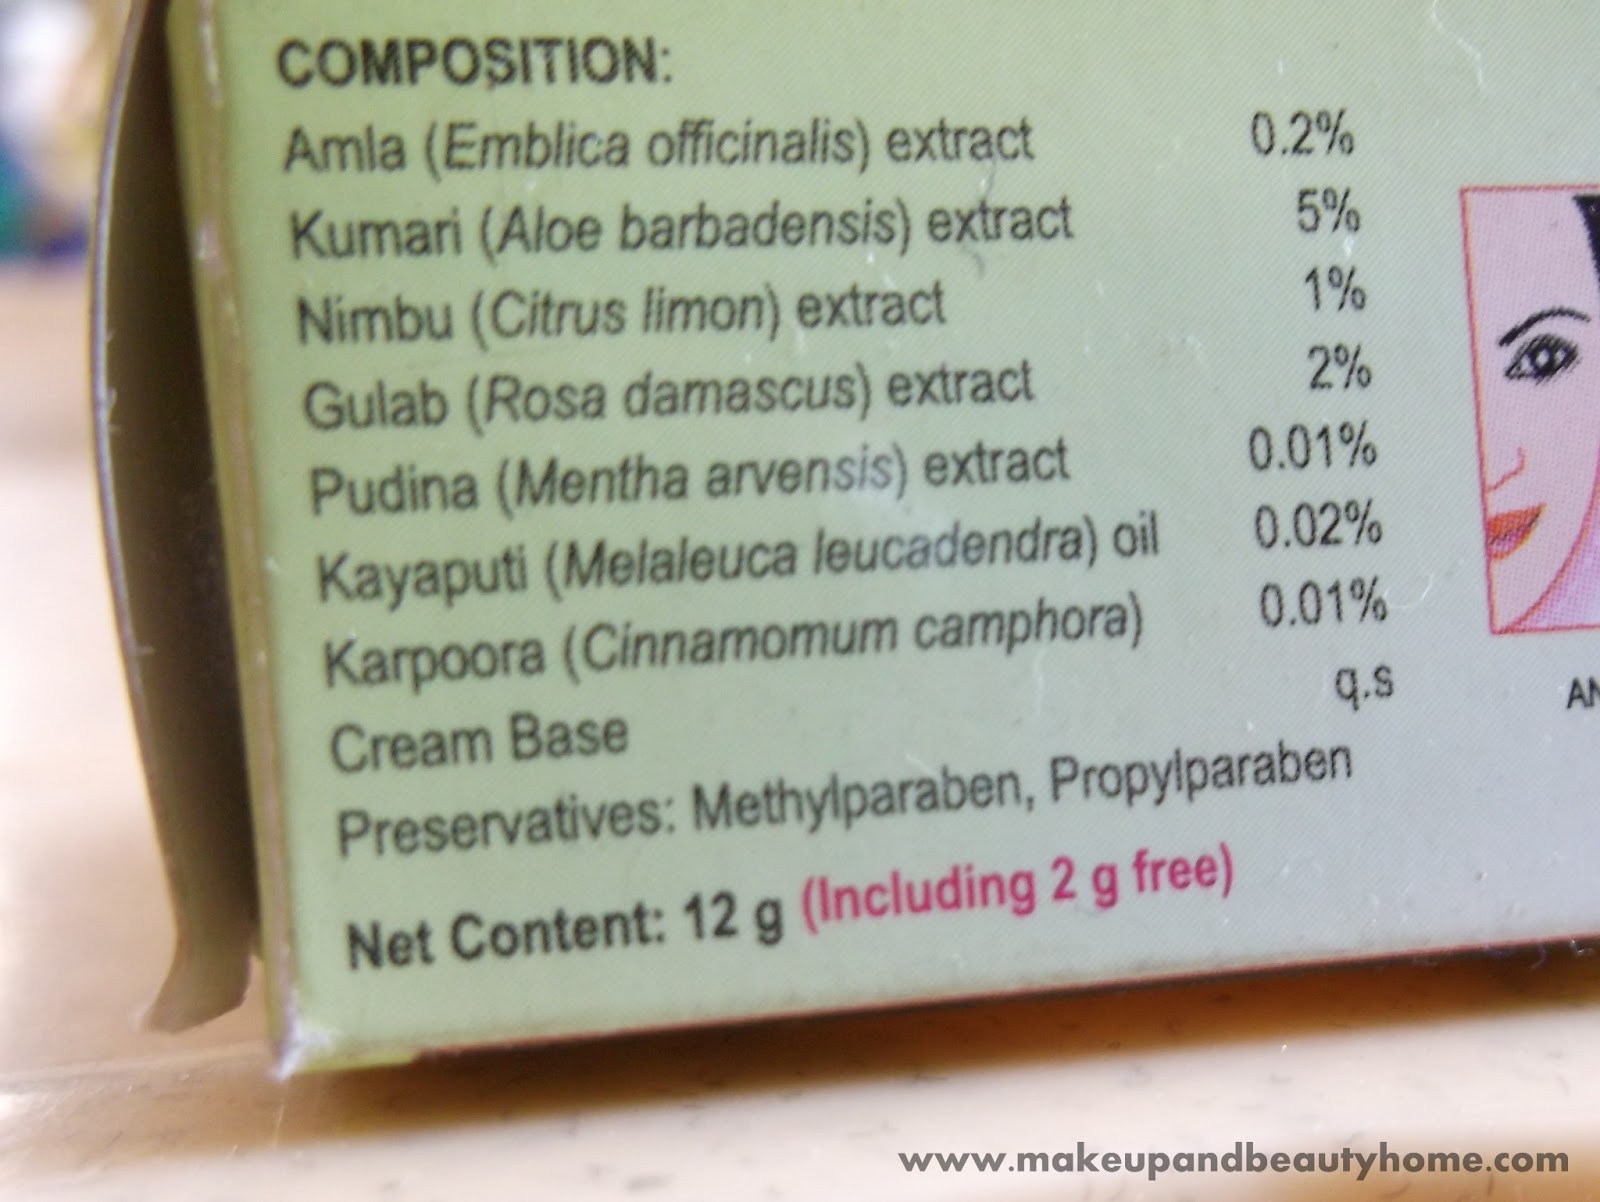 COMPOSITION:
Amla (Emblica officinalis) extract 0.2%
Kumari (Aloe barbadensis) extract 5%
Nimbu (Citrus limon) extract 1%
Gulab (Rosa damascus) extract 2%
Pudina (Mentha arvensis) extract 0.01%
Kayaputi (Melaleuca leucadendra) oil 0.02%
Karpoora (Cinnamomum camphora) 0.01%
Cream Base q.s
Preservatives: Methylparaben, Propylparaben
Net Content: 12 g (Including 2 g free)
www.makeupandbeautyhome.com